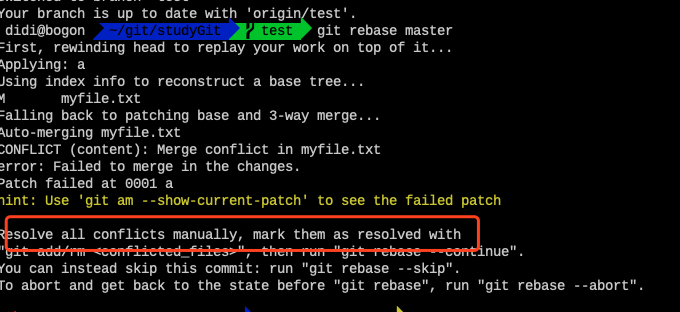 Your branch is up to date with 'origin/test'.
didi@bogon ~/git/studyGit test git rebase master
First, rewinding head to replay your work on top of it...
Applying: a
Using index info to reconstruct a base tree...
M myfile.txt
Falling back to patching base and 3-way merge...
Auto-merging myfile.txt
CONFLICT (content): Merge conflict in myfile.txt
error: Failed to merge in the changes.
Patch failed at 0001 a
hint: Use 'git am --show-current-patch' to see the failed patch
Resolve all conflicts manually, mark them as resolved with
"git add/rm <conflicted_files>", then run "git rebase --continue".
You can instead skip this commit: run "git rebase --skip".
To abort and get back to the state before "git rebase", run "git rebase --abort".